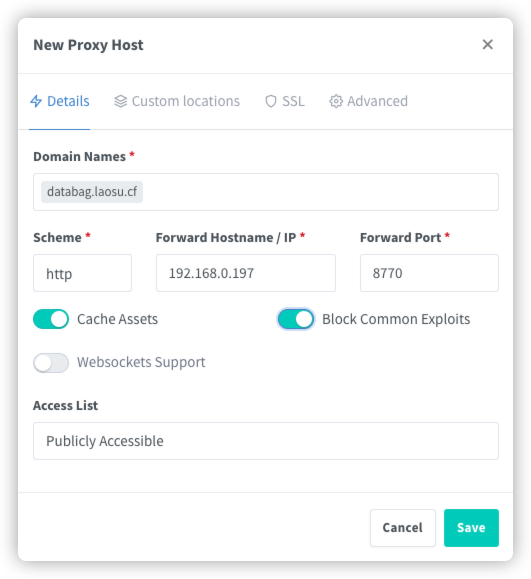 New Proxy Host
Details Custom locations SSL Advanced
Domain Names *
databag.laosu.cf
Scheme * Forward Hostname / IP * Forward Port *
http 192.168.0.197 8770
Cache Assets Block Common Exploits
Websockets Support
Access List
Publicly Accessible
Cancel Save